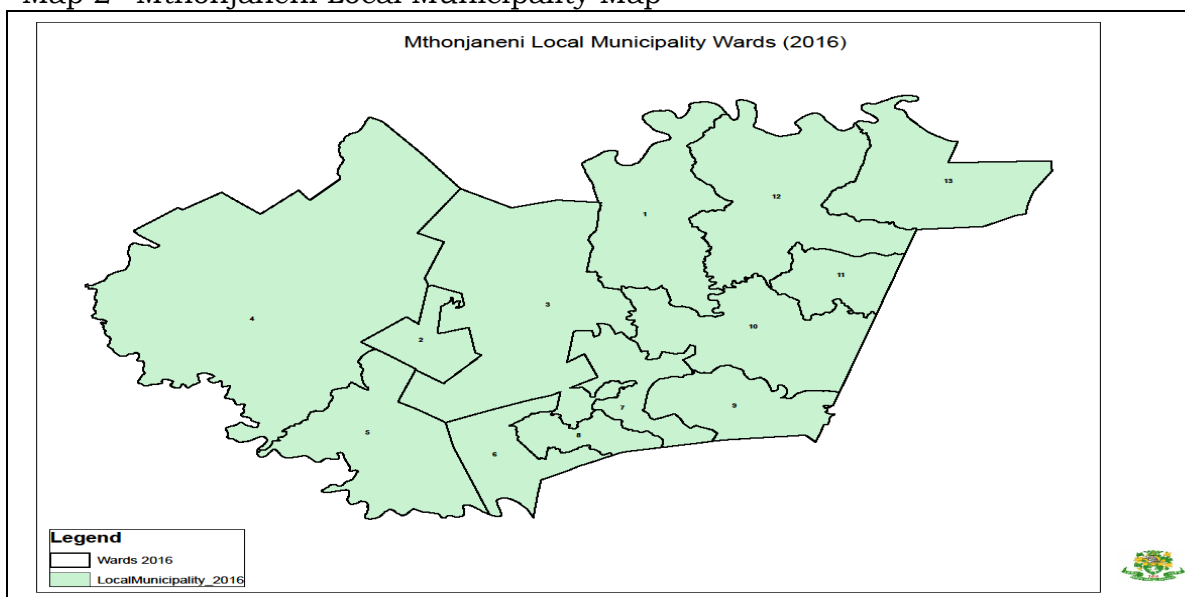 Map 2 Mthonjaneni Local Municipality Map
Mthonjaneni Local Municipality Wards (2016)
13
12
1
11
3
4
10
2
9
7
5
8
6
Legend
Wards 2016
LocalMunicipality_2016